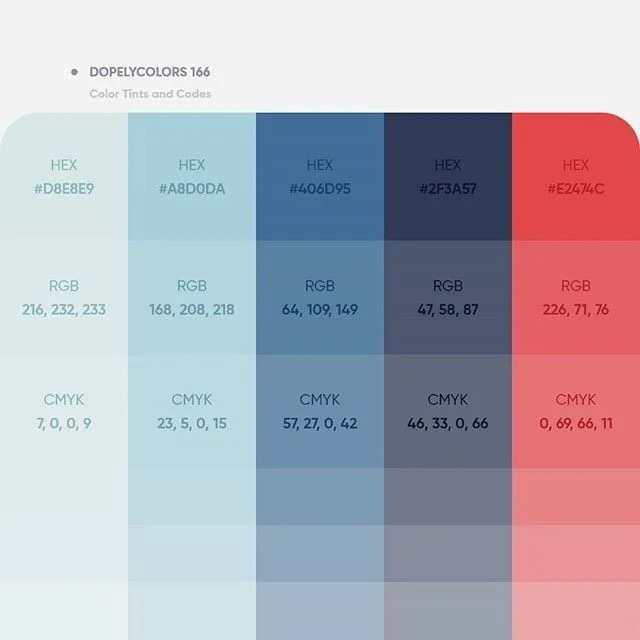 DOPELYCOLORS 166
Color Tints and Codes
HEX
#D8E8E9
HEX
#A8D0DA
HEX
#406D95
HEX
#2F3A57
HEX
#E2474C
RGB
216, 232, 233
RGB
168, 208, 218
RGB
64, 109, 149
RGB
47, 58, 87
RGB
226, 71, 76
CMYK
7, 0, 0, 9
CMYK
23, 5, 0, 15
CMYK
57, 27, 0, 42
CMYK
46, 33, 0, 66
CMYK
0, 69, 66, 11